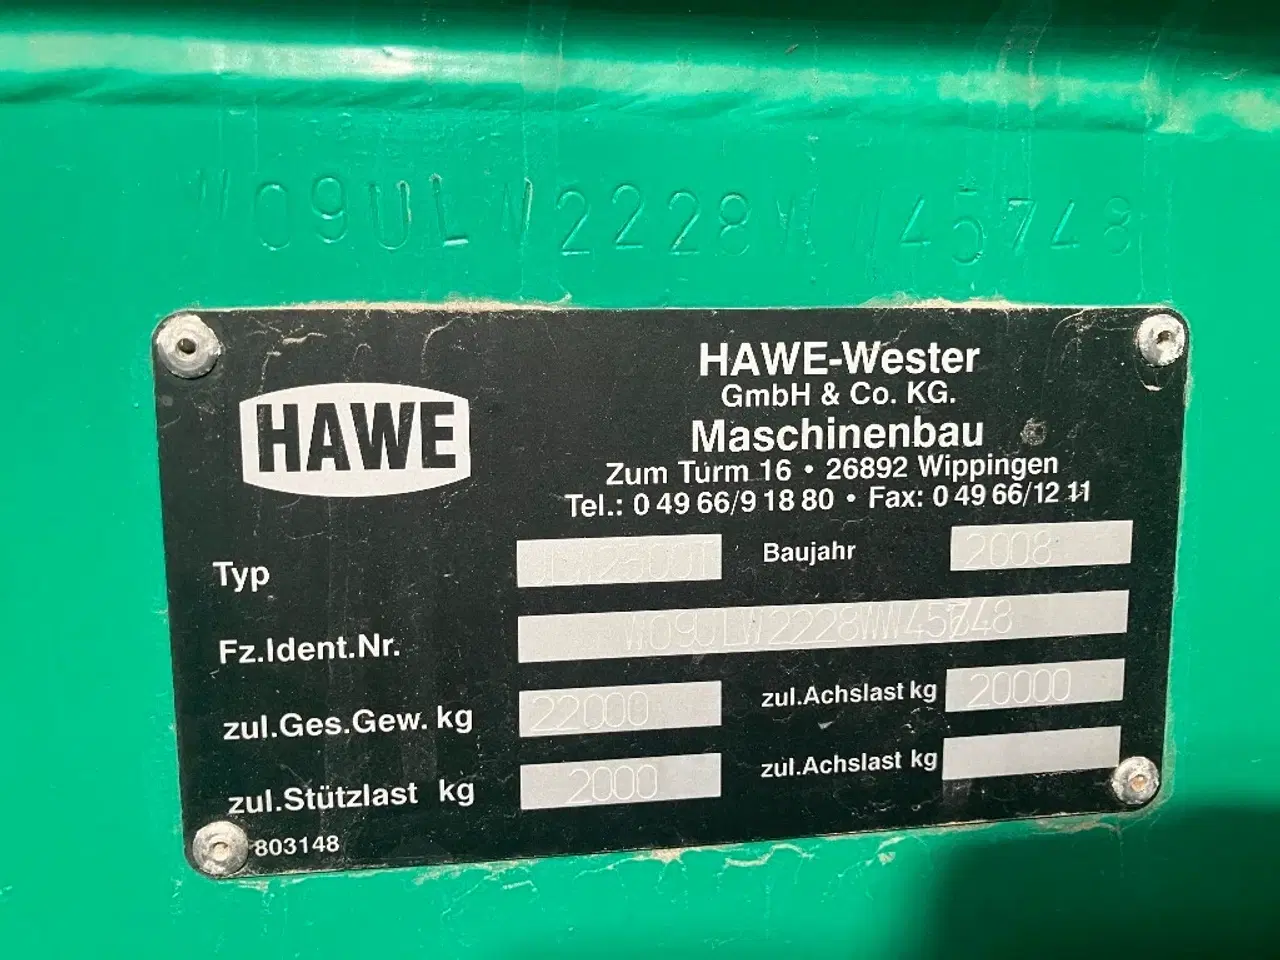 W09ULW2228WW45748
HAWE
HAWE-Wester
GmbH & Co. KG.
Maschinenbau
Zum Turm 16 • 26892 Wippingen
Tel.: 0 49 66/9 18 80 • Fax: 0 49 66/12 11
Typ ULW2500T Baujahr 2008
Fz.Ident.Nr. W09ULW2228WW45748
zul.Ges.Gew. kg 22000 zul.Achslast kg 20000
zul.Stützlast kg 2000 zul.Achslast kg
803148